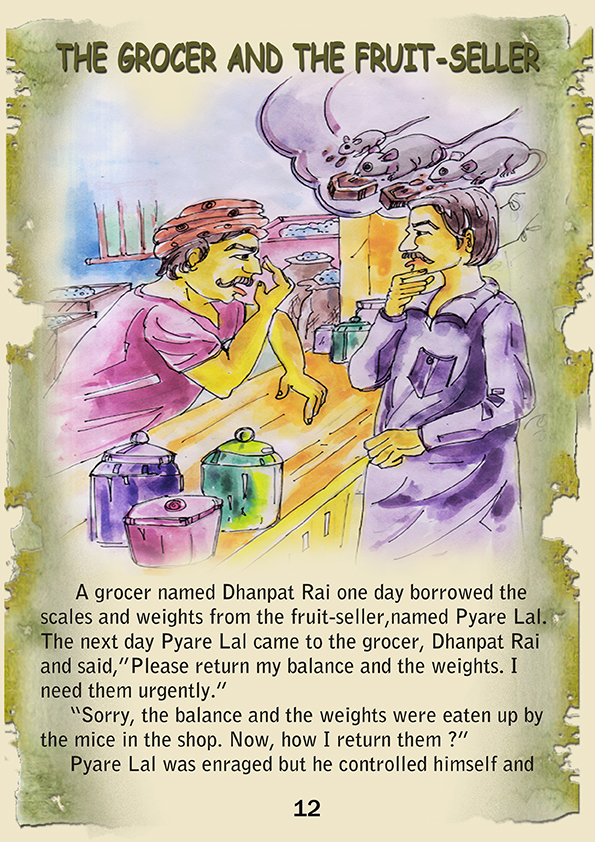 THE GROCER AND THE FRUIT-SELLER
A grocer named Dhanpat Rai one day borrowed the
scales and weights from the fruit-seller,named Pyare Lal.
The next day Pyare Lal came to the grocer, Dhanpat Rai
and said,"Please return my balance and the weights. I
need them urgently."
"Sorry, the balance and the weights were eaten up by
the mice in the shop. Now, how I return them ?"
Pyare Lal was enraged but he controlled himself and
12